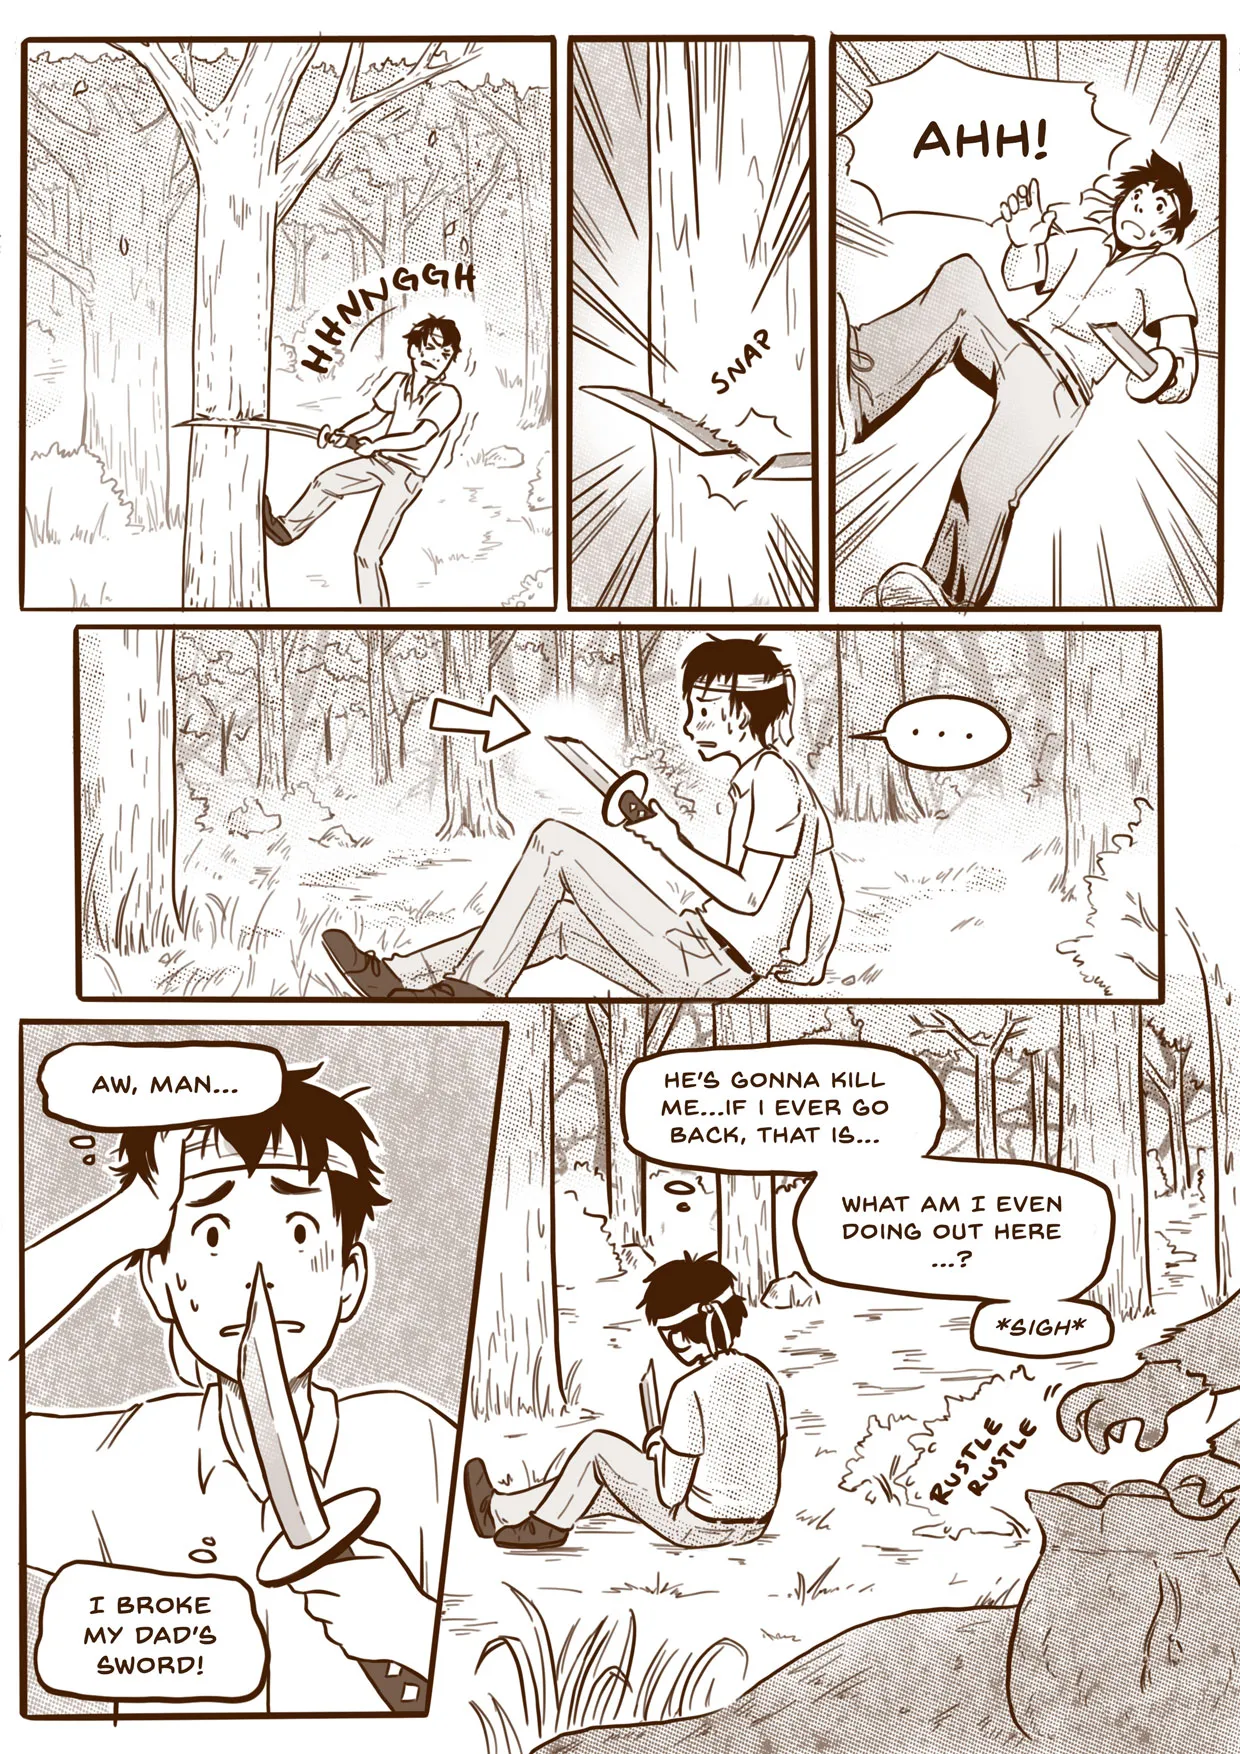 HHNNGGGH
SNAP
AHH!
...
AW, MAN...
I BROKE
MY DAD'S
SWORD!
HE'S GONNA KILL
ME...IF I EVER GO
BACK, THAT IS...
WHAT AM I EVEN
DOING OUT HERE
...?
*SIGH*
RUSTLE
RUSTLE